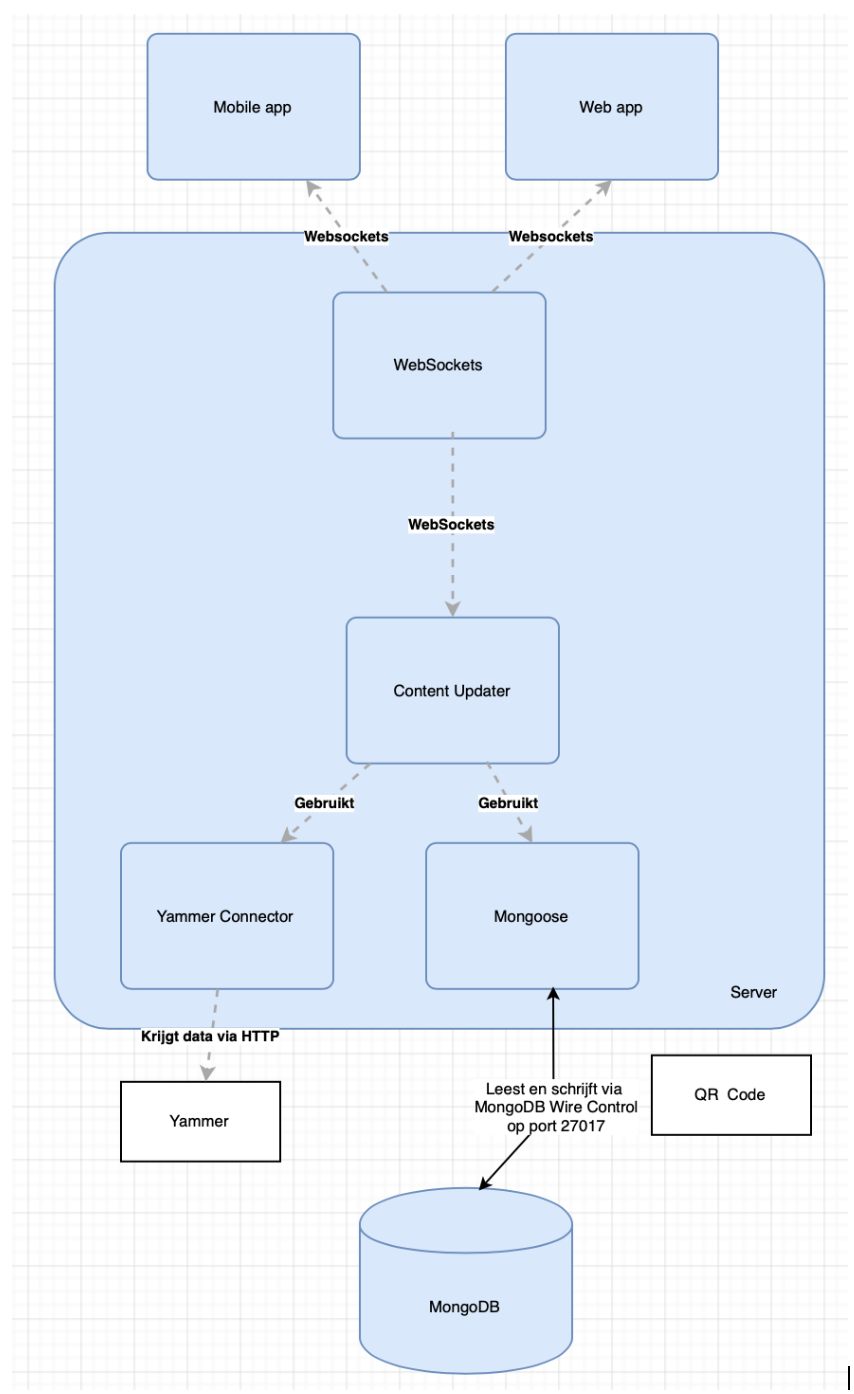 Mobile app
Web app
Websockets
Websockets
WebSockets
WebSockets
Content Updater
Gebruikt
Gebruikt
Yammer Connector
Mongoose
Server
Krijgt data via HTTP
Leest en schrijft via
MongoDB Wire Control
op port 27017
QR Code
Yammer
MongoDB